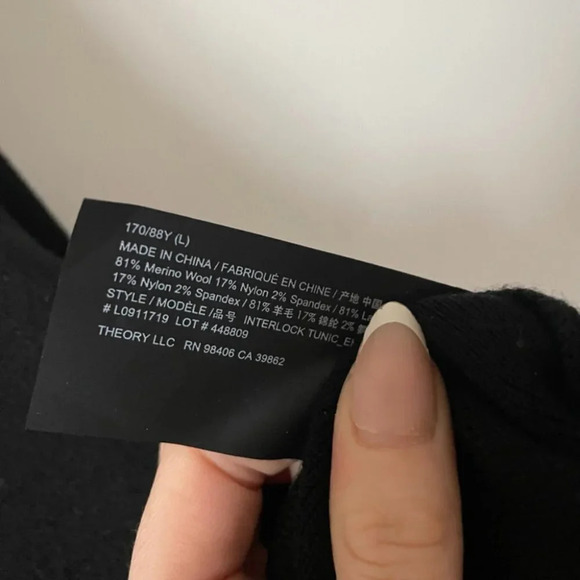 170/88Y (L)
MADE IN CHINA / FABRIQUÉ EN CHINE / 产地 中国
81% Merino Wool 17% Nylon 2% Spandex / 81%
17% Nylon 2% Spandex / 81% 羊毛 17% 锦纶 2%
STYLE / MODÈLE / 品号 INTERLOCK TUNIC_
# L0911719 LOT # 448809
THEORY LLC RN 98406 CA 39862